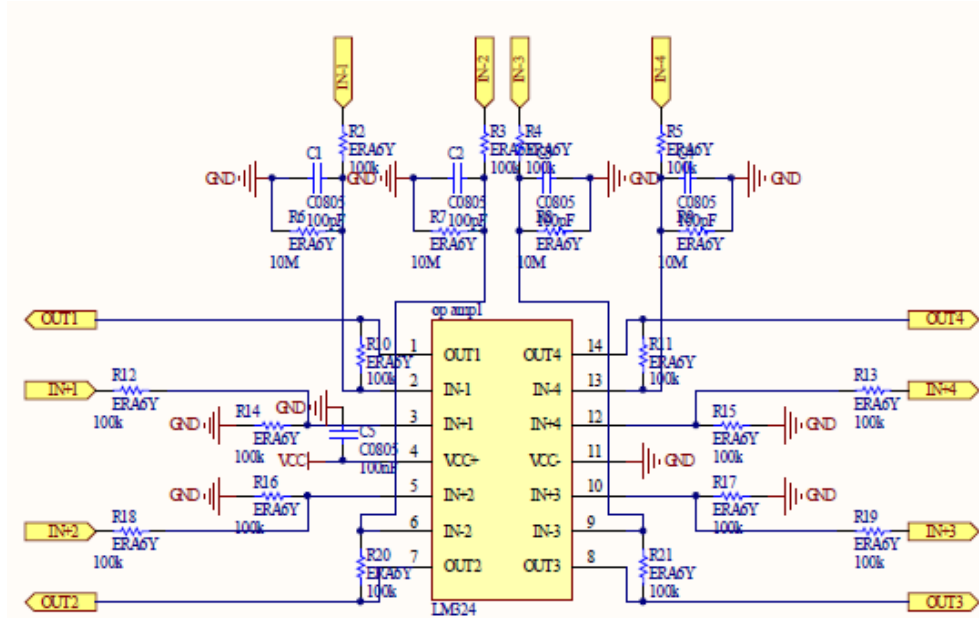 IN-1
IN-2
IN-3
IN-4
R2
ERA6Y
100k
R3
ERA6Y
100k
R4
ERA6Y
100k
R5
ERA6Y
100k
GND
C1
C0805
100pF
GND
C2
C0805
100pF
C0805
100pF
GND
C0805
100pF
GND
R6
ERA6Y
10M
R7
ERA6Y
10M
R8
ERA6Y
10M
R9
ERA6Y
10M
op amp1
OUT1
OUT4
R10
ERA6Y
100k
R11
ERA6Y
100k
1
OUT1
OUT4
14
2
IN-1
IN-4
13
3
IN+1
IN+4
12
4
VCC+
VCC-
11
5
IN+2
IN+3
10
6
IN-2
IN-3
9
7
OUT2
OUT3
8
IN+1
R12
ERA6Y
100k
R13
ERA6Y
100k
IN+4
GND
R14
ERA6Y
100k
GND
C5
C0805
100nF
VCC
R15
ERA6Y
100k
GND
GND
GND
R16
ERA6Y
100k
R17
ERA6Y
100k
GND
IN+2
R18
ERA6Y
100k
R19
ERA6Y
100k
IN+3
R20
ERA6Y
100k
R21
ERA6Y
100k
OUT2
OUT3
LM324